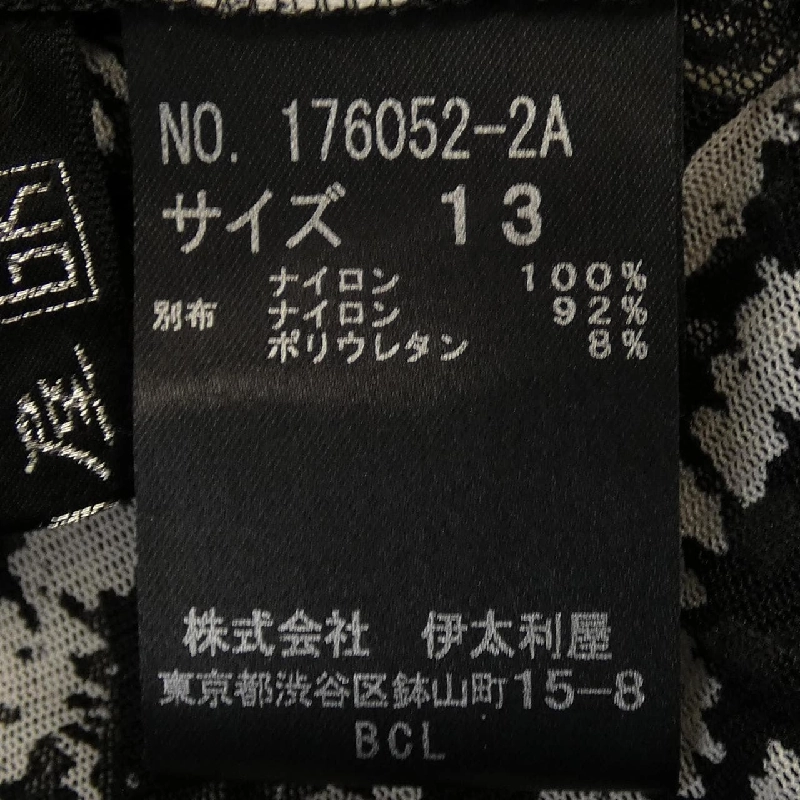 NO. 176052-2A
サイズ 13
ナイロン 100%
別布 ナイロン 92%
ポリウレタン 8%
株式会社 伊太利屋
東京都渋谷区鉢山町15-8
BCL